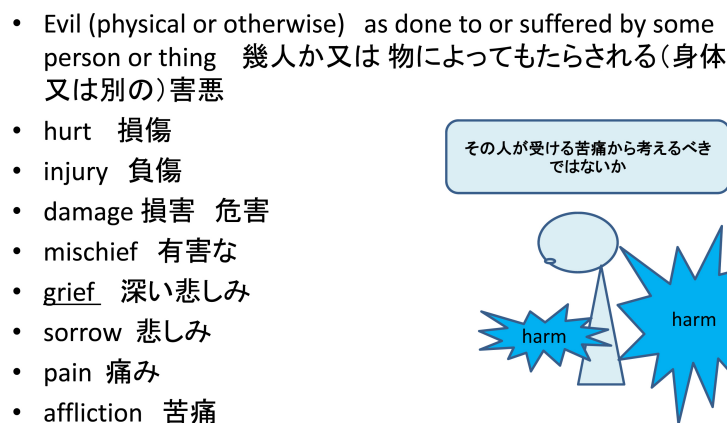 • Evil (physical or otherwise) as done to or suffered by some
person or thing 幾人か又は 物によってもたらされる（身体
又は別の）害悪
• hurt 損傷
• injury 負傷
• damage 損害 危害
• mischief 有害な
• grief 深い悲しみ
• sorrow 悲しみ
• pain 痛み
• affliction 苦痛
その人が受ける苦痛から考えるべき
ではないか
harm
harm